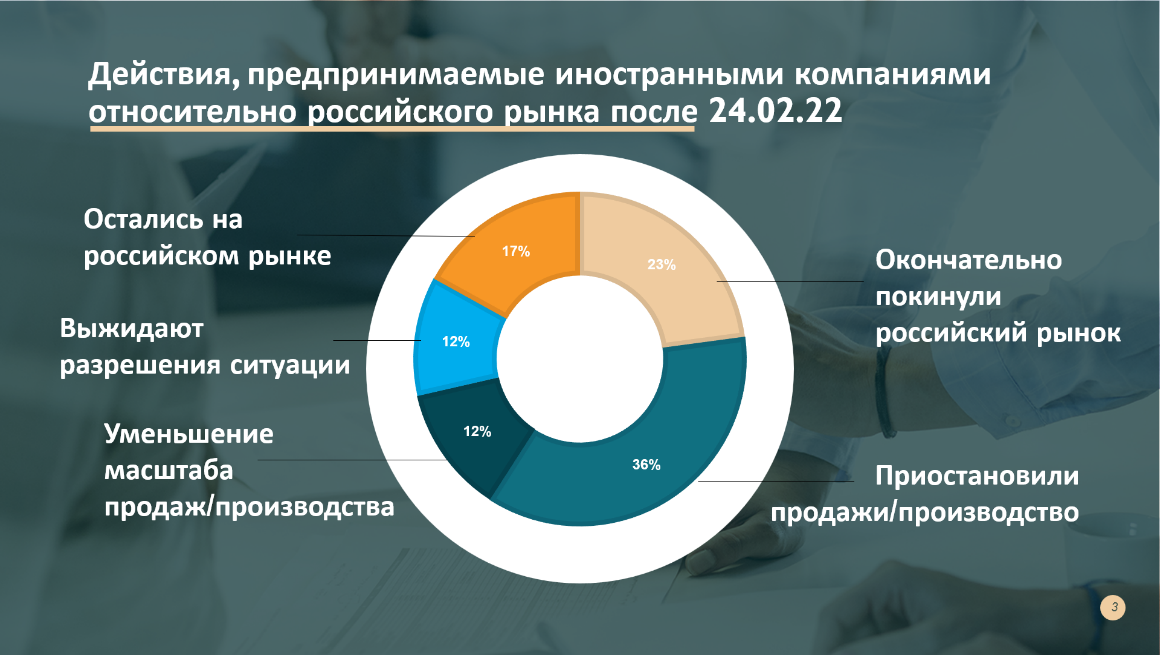 Действия, предпринимаемые иностранными компаниями
относительно российского рынка после 24.02.22
Остались на
российском рынке
17%
23%
Окончательно
покинули
российский рынок
Выжидают
разрешения ситуации
12%
Уменьшение
масштаба
продаж/производства
12%
36%
Приостановили
продажи/производство
3